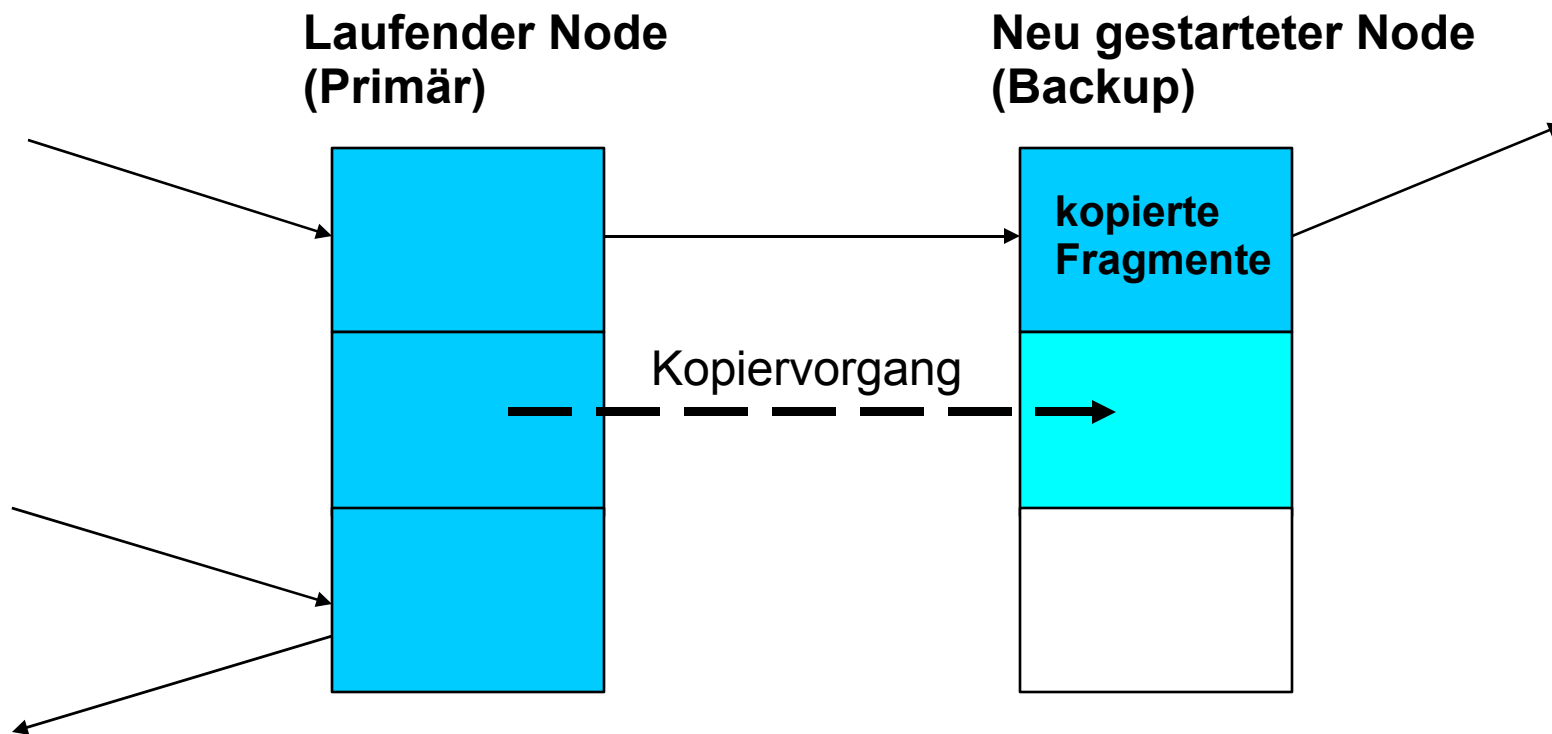 Laufender Node
(Primär)
Neu gestarteter Node
(Backup)
kopierte
Fragmente
Kopiervorgang